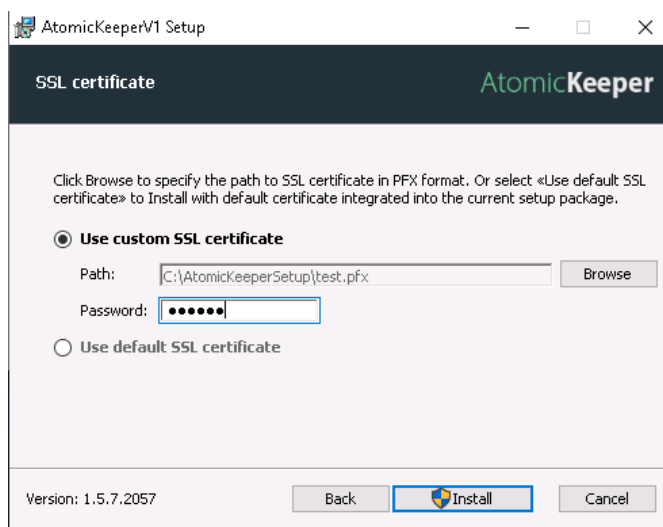 AtomicKeeperV1 Setup
SSL certificate
AtomicKeeper
Click Browse to specify the path to SSL certificate in PFX format. Or select «Use default SSL
certificate» to Install with default certificate integrated into the current setup package.
Use custom SSL certificate
Path: C:\AtomicKeeperSetup\test.pfx Browse
Password: ●●●●●●
Use default SSL certificate
Version: 1.5.7.2057 Back Install Cancel